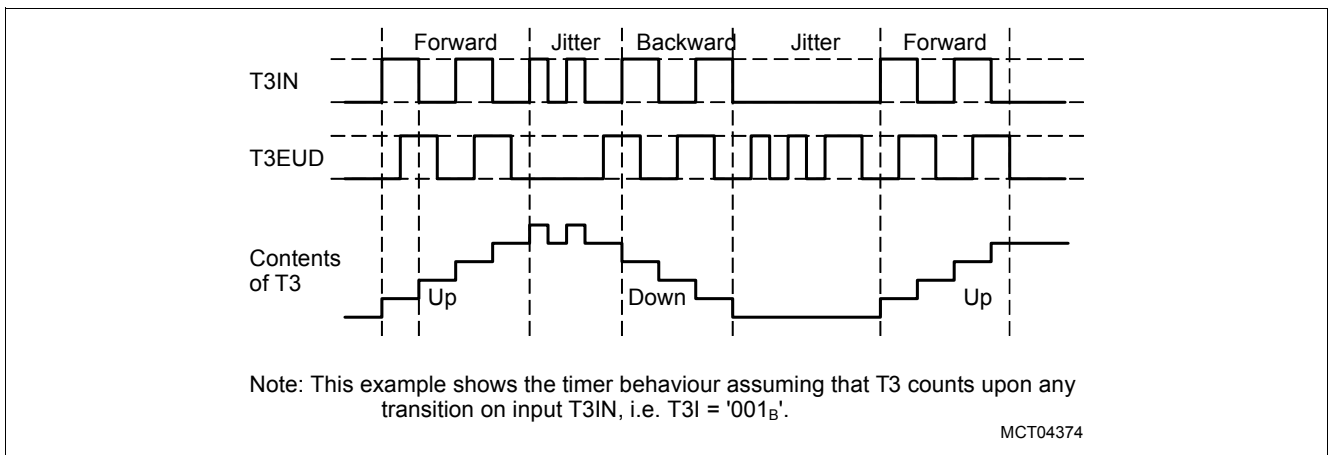 Forward Jitter Backward Jitter Forward
T3IN
T3EUD
Contents
of T3
Up Down Up
Note: This example shows the timer behaviour assuming that T3 counts upon any
transition on input T3IN, i.e. T3I = '001B'.
MCT04374